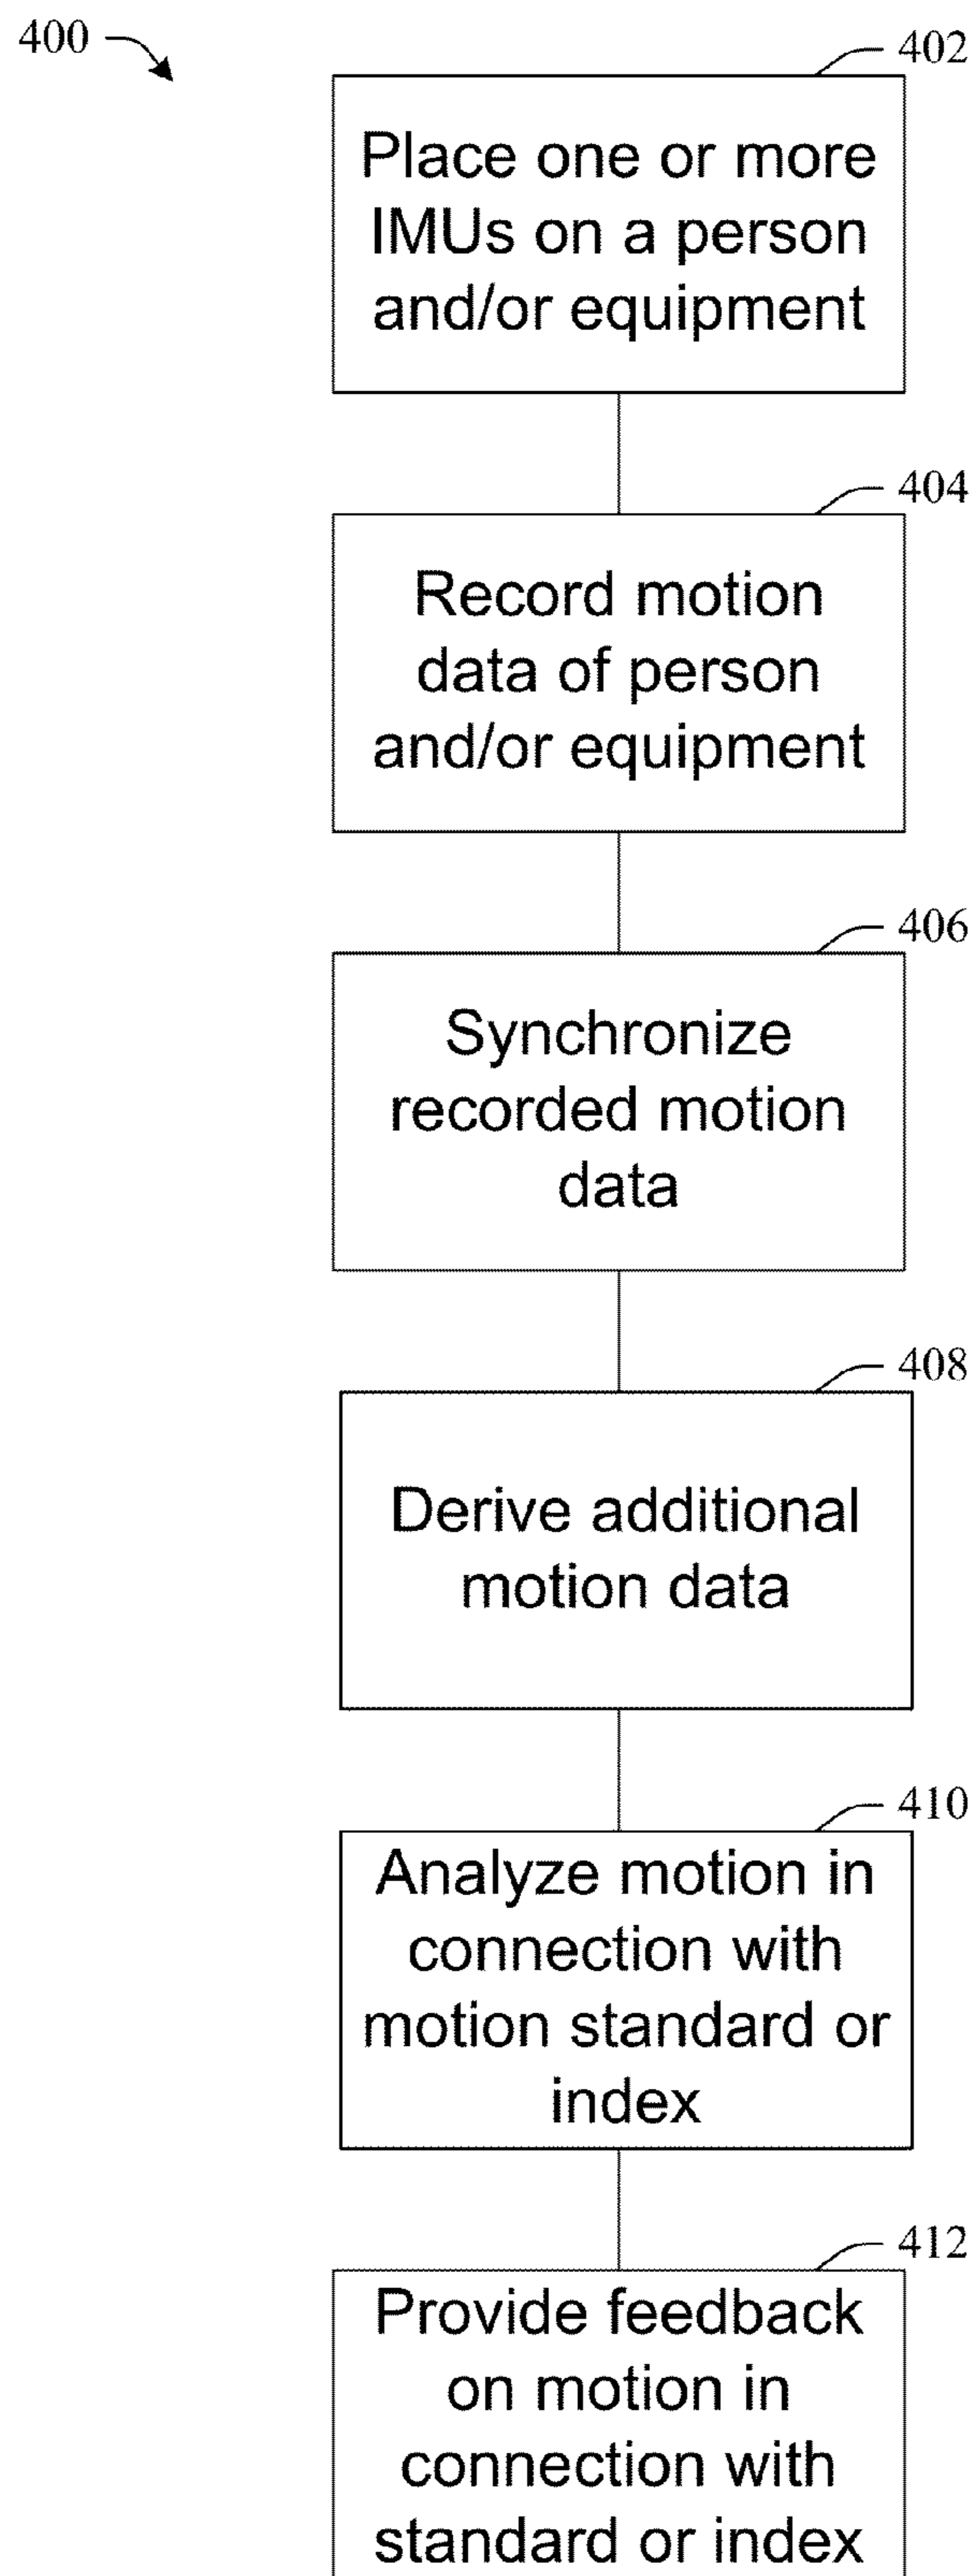 400
402
Place one or more
IMUs on a person
and/or equipment
404
Record motion
data of person
and/or equipment
406
Synchronize
recorded motion
data
408
Derive additional
motion data
410
Analyze motion in
connection with
motion standard or
index
412
Provide feedback
on motion in
connection with
standard or index